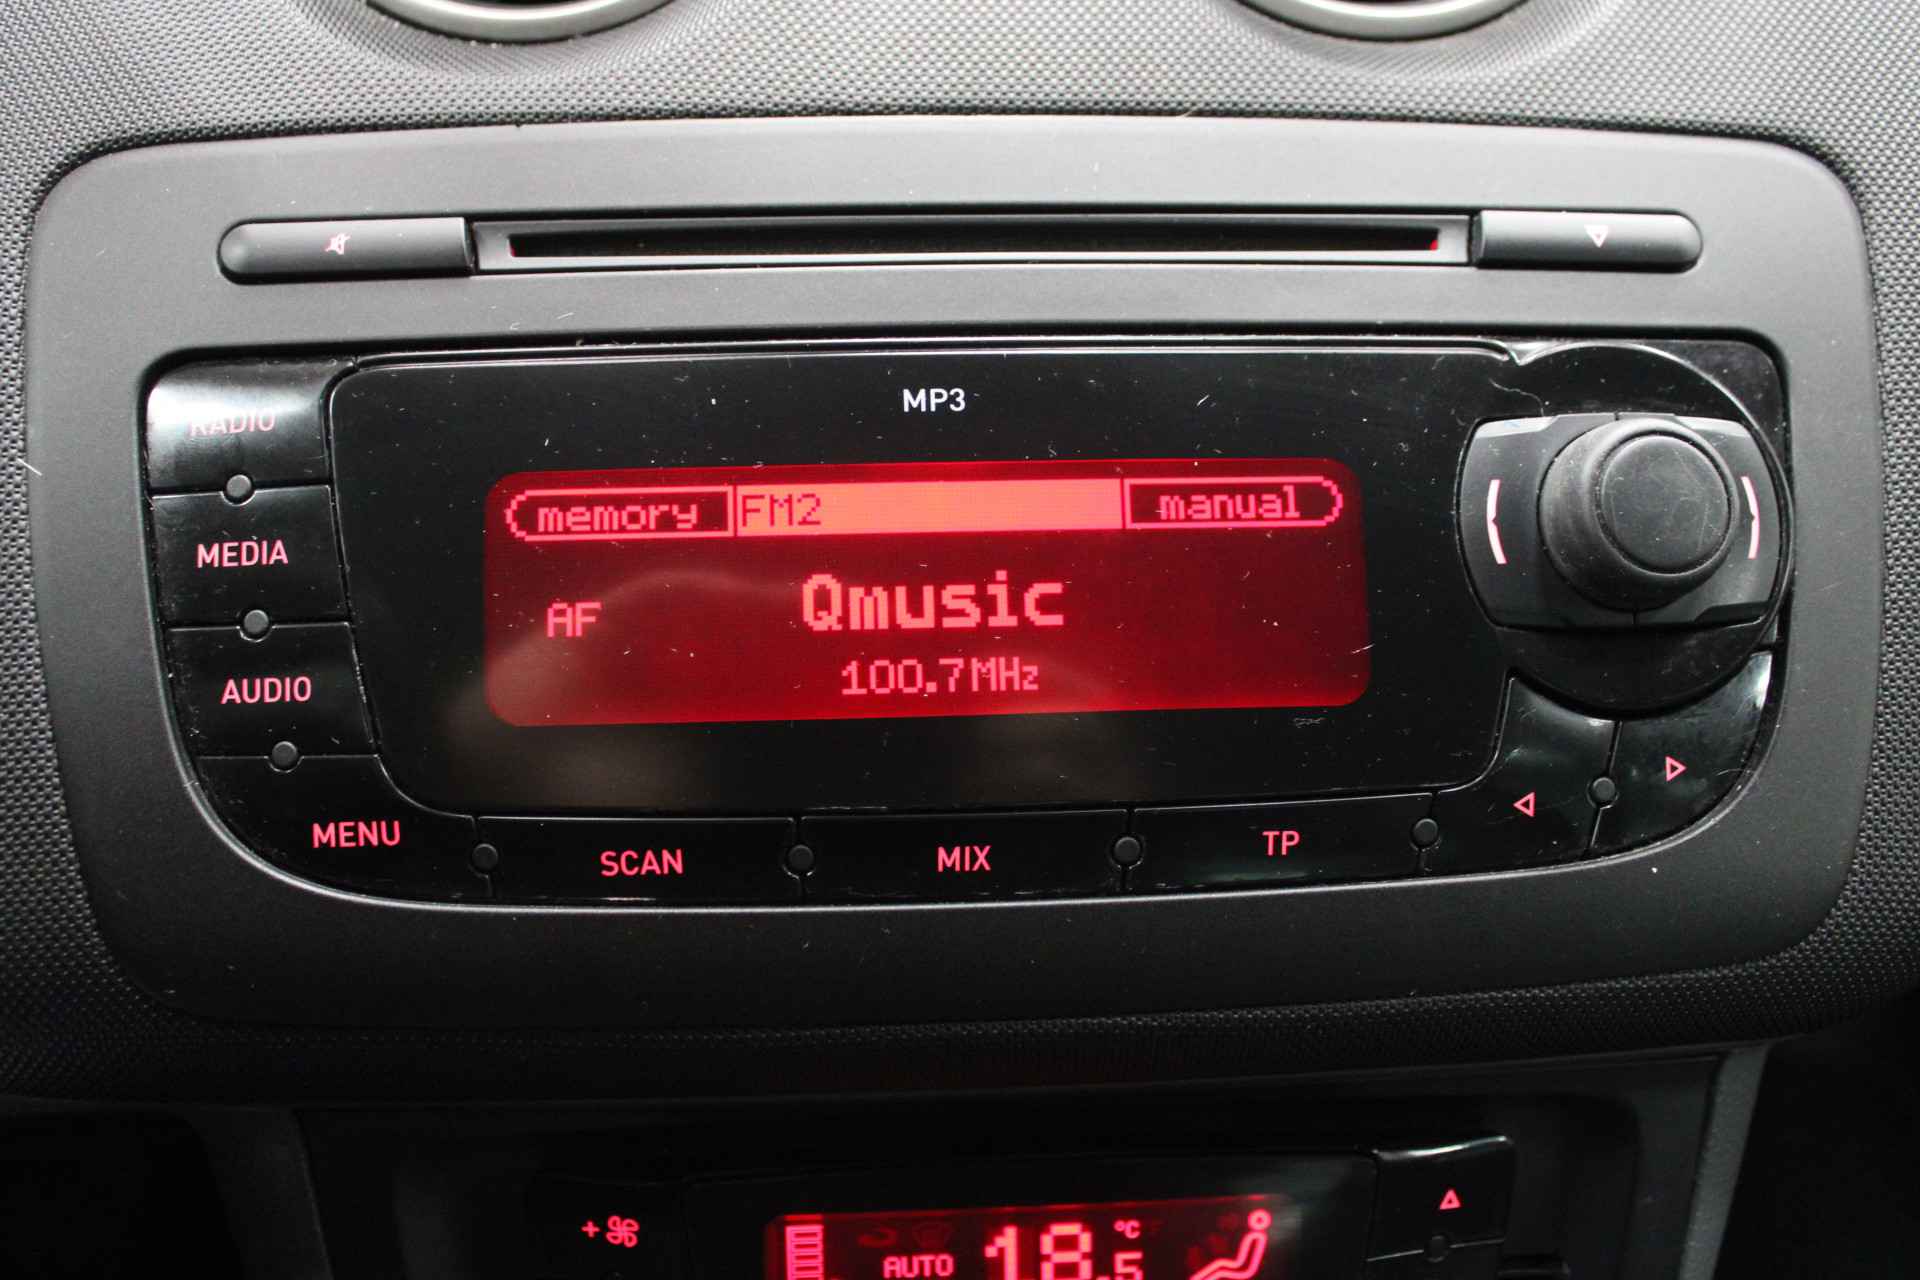 MP3
RADIO
memory FM2 manual
MEDIA
AF Qmusic
100.7MHz
AUDIO
MENU
SCAN
MIX
TP
+
AUTO 18.5 °C